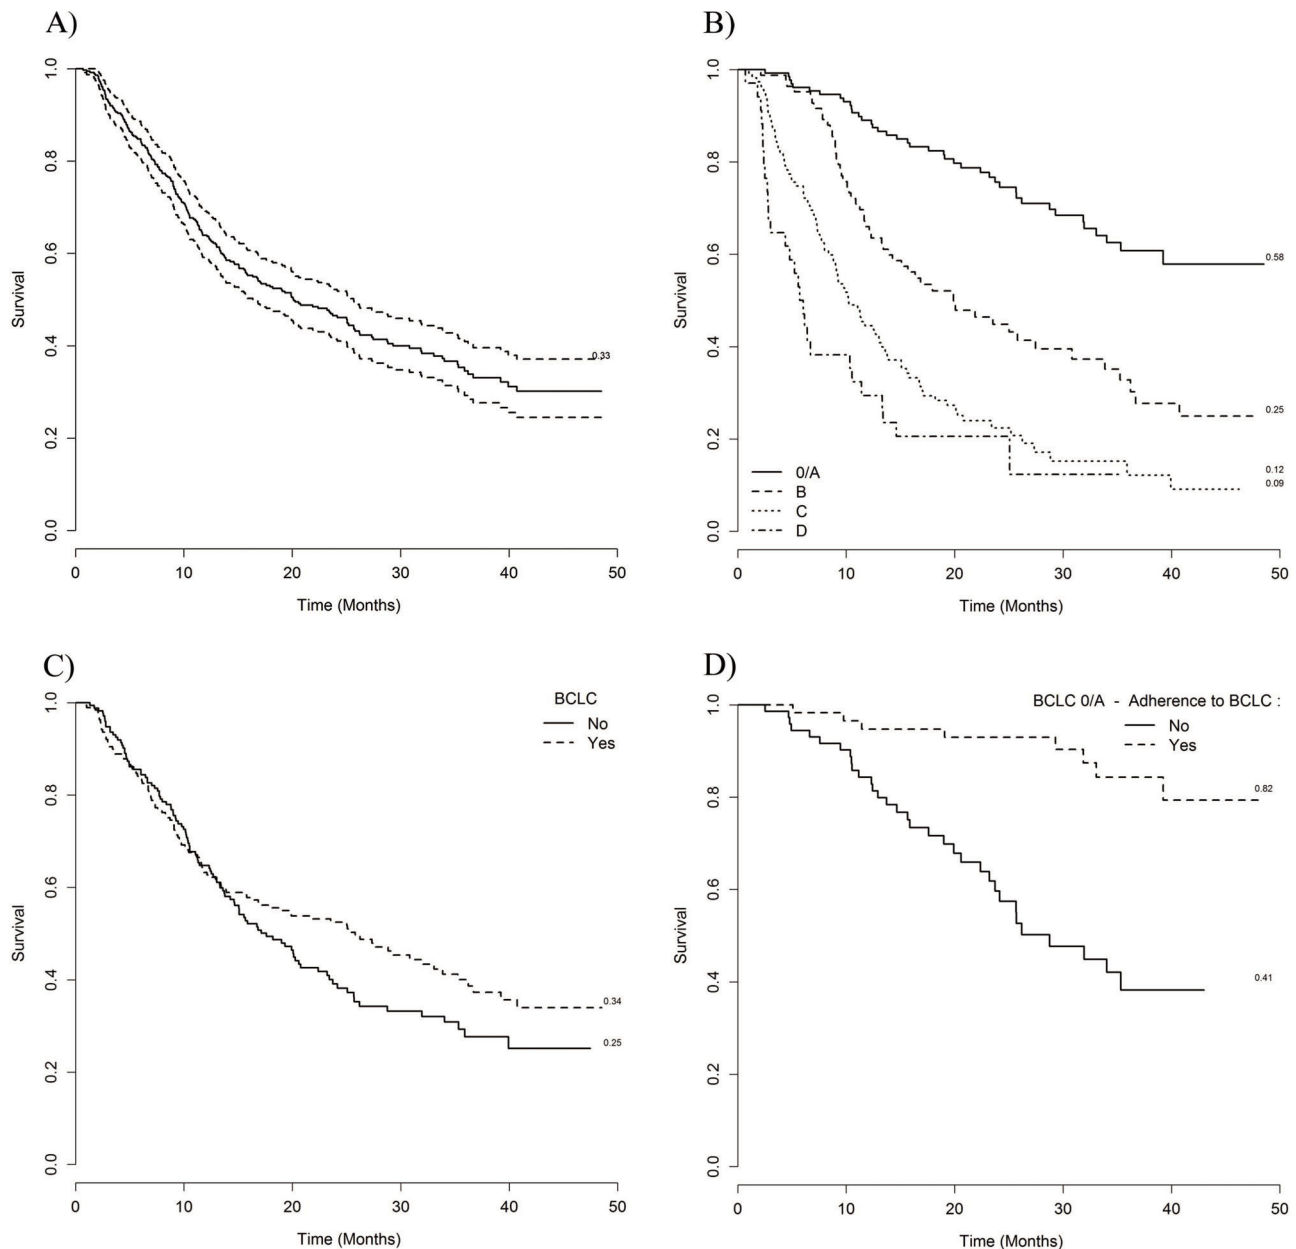 A)
1.0
0.8
0.6
0.4
0.2
0.0
Survival
0.33
0 10 20 30 40 50
Time (Months)
B)
1.0
0.8
0.6
0.4
0.2
0.0
Survival
0.58
0.25
0.12
0.09
0/A
B
C
D
0 10 20 30 40 50
Time (Months)
C)
1.0
0.8
0.6
0.4
0.2
0.0
Survival
BCLC
No
Yes
0.34
0.25
0 10 20 30 40 50
Time (Months)
D)
1.0
0.8
0.6
0.4
0.2
0.0
Survival
BCLC 0/A - Adherence to BCLC :
No
Yes
0.82
0.41
0 10 20 30 40 50
Time (Months)